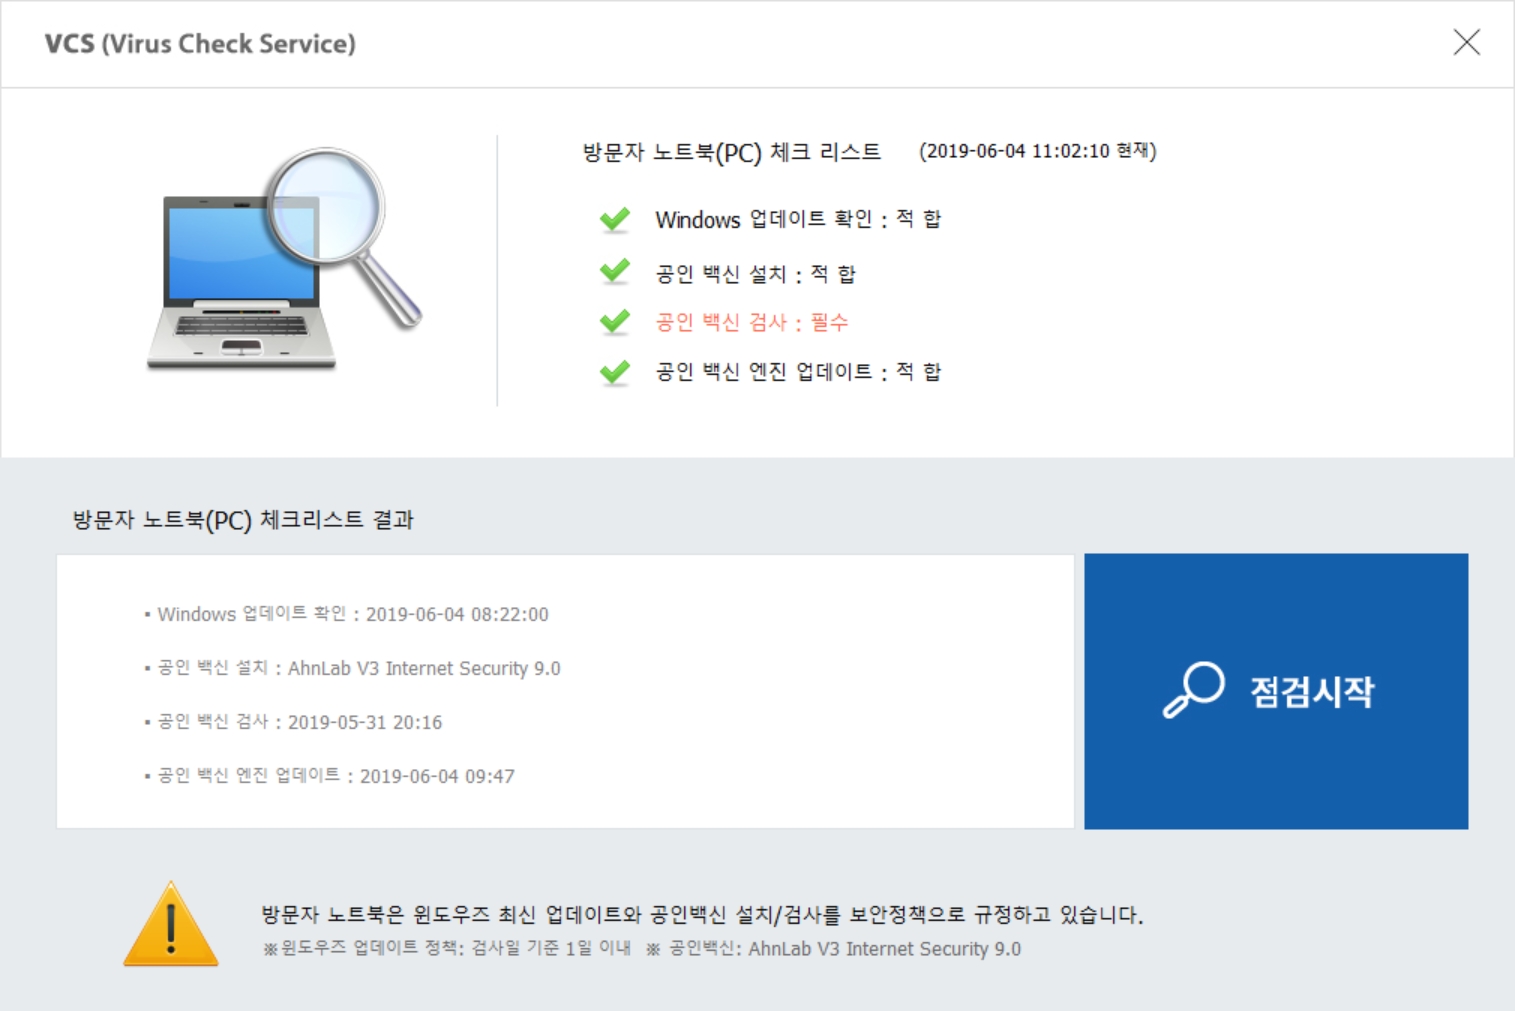 VCS (Virus Check Service)
방문자 노트북(PC) 체크 리스트 (2019-06-04 11:02:10 현재)
Windows 업데이트 확인 : 적 합
공인 백신 설치 : 적 합
공인 백신 검사 : 필수
공인 백신 엔진 업데이트 : 적 합
방문자 노트북(PC) 체크리스트 결과
▪ Windows 업데이트 확인 : 2019-06-04 08:22:00
▪ 공인 백신 설치 : AhnLab V3 Internet Security 9.0
▪ 공인 백신 검사 : 2019-05-31 20:16
▪ 공인 백신 엔진 업데이트 : 2019-06-04 09:47
점검시작
방문자 노트북은 윈도우즈 최신 업데이트와 공인백신 설치/검사를 보안정책으로 규정하고 있습니다.
※윈도우즈 업데이트 정책: 검사일 기준 1일 이내 ※ 공인백신: AhnLab V3 Internet Security 9.0